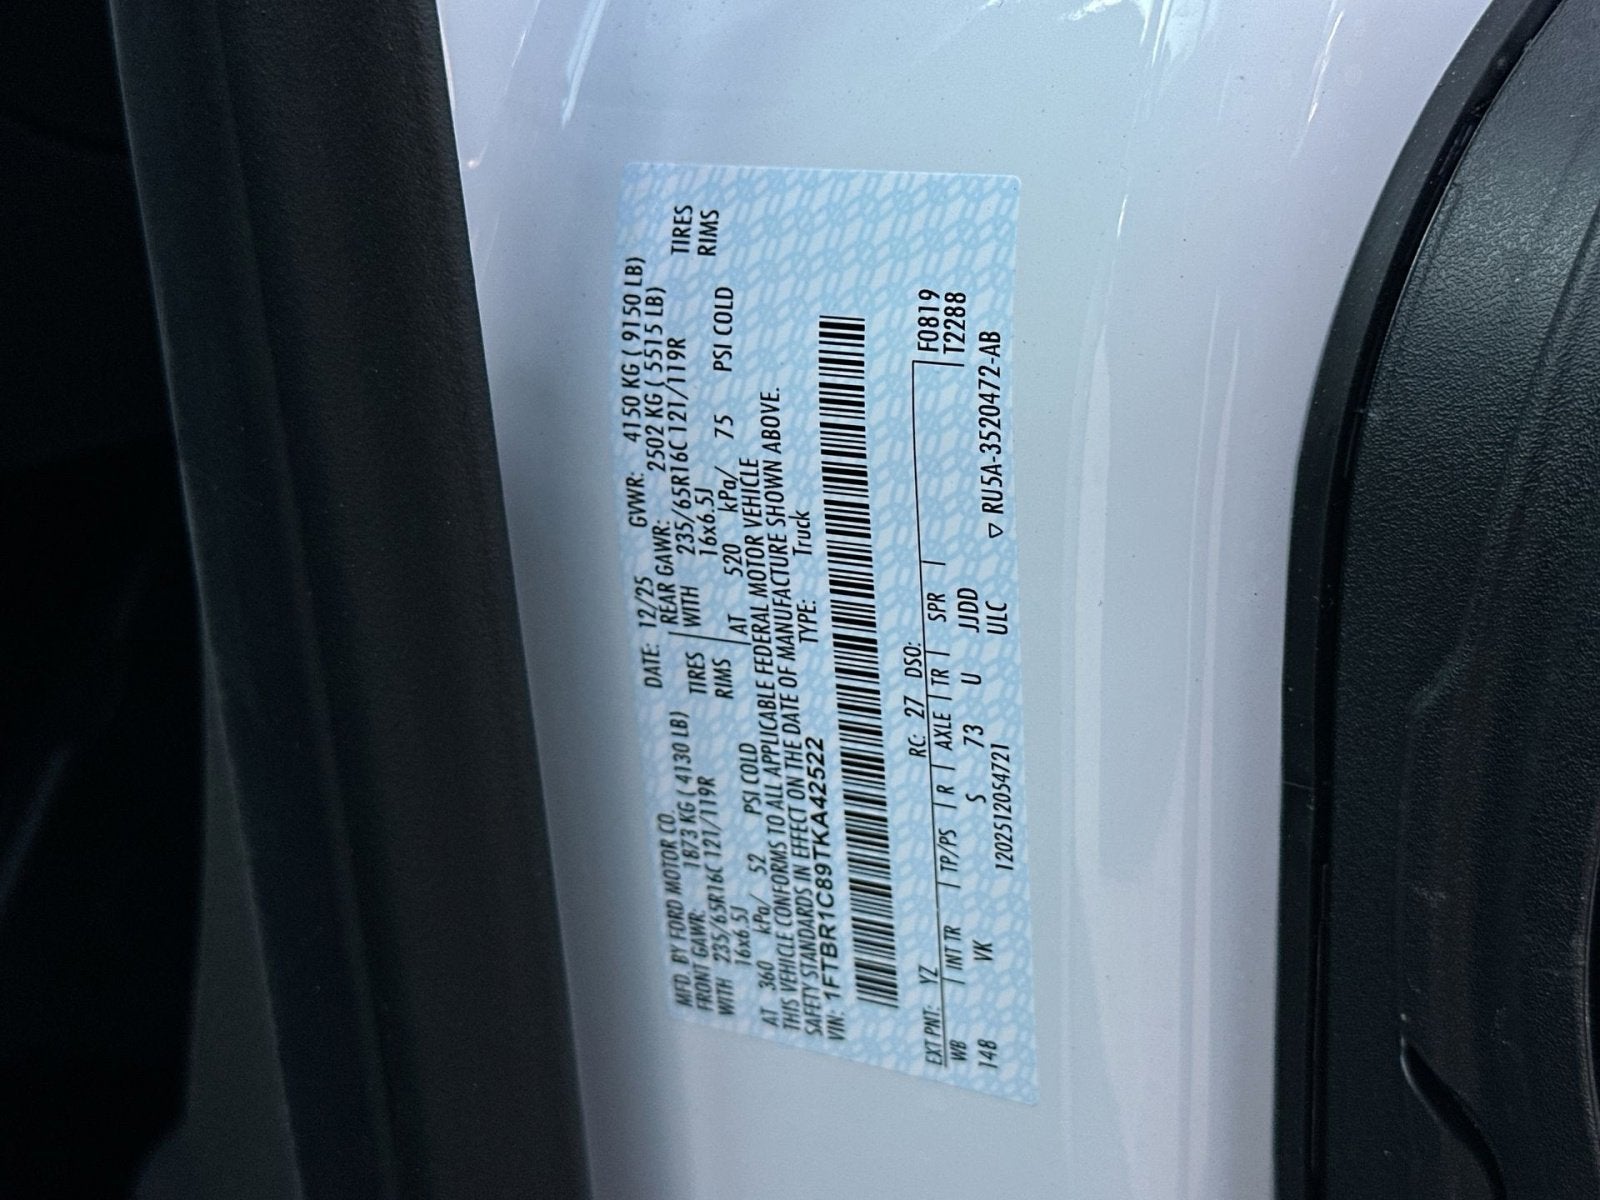 MFD. BY FORD MOTOR CO.
DATE: 12/25 GVWR: 4150 KG ( 9150 LB)
FRONT GAWR: 1873 KG ( 4130 LB) REAR GAWR: 2502 KG ( 5515 LB)
WITH 235/65R16C 121/119R TIRES WITH 235/65R16C 121/119R TIRES
16x6.5J RIMS 16x6.5J RIMS
AT 360 kPa/ 52 PSI COLD AT 520 kPa/ 75 PSI COLD
THIS VEHICLE CONFORMS TO ALL APPLICABLE FEDERAL MOTOR VEHICLE
SAFETY STANDARDS IN EFFECT ON THE DATE OF MANUFACTURE SHOWN ABOVE.
VIN: 1FTBR1C89TKA42522 TYPE: Truck
EXT PNT: YZ RC: 27 DSO: F0819
WB INT TR TP/PS R AXLE TR SPR T2288
148 VK S 73 U JJDD
120251205472​1 ULC ▽ RU5A-3520472-AB